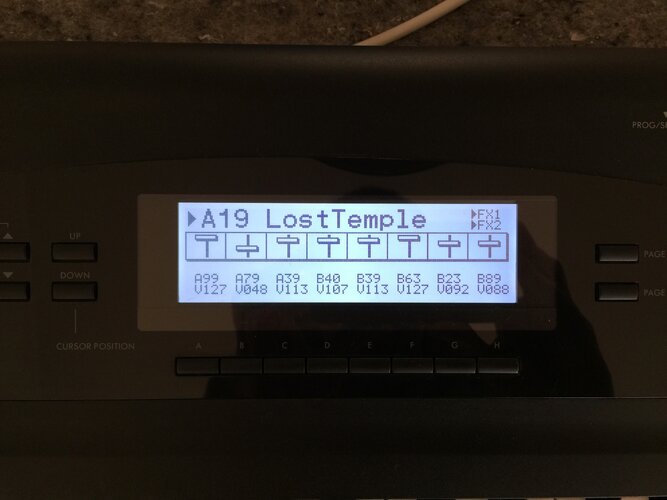 PROG/S
▶A19 LostTemple
▶FX1
▶FX2
UP
A99 A79 A39 B40 B39 B63 B23 B89
V127 V048 V113 V107 V113 V127 V092 V088
PAGE
DOWN
PAGE
CURSOR POSITION
A B C D E F G H